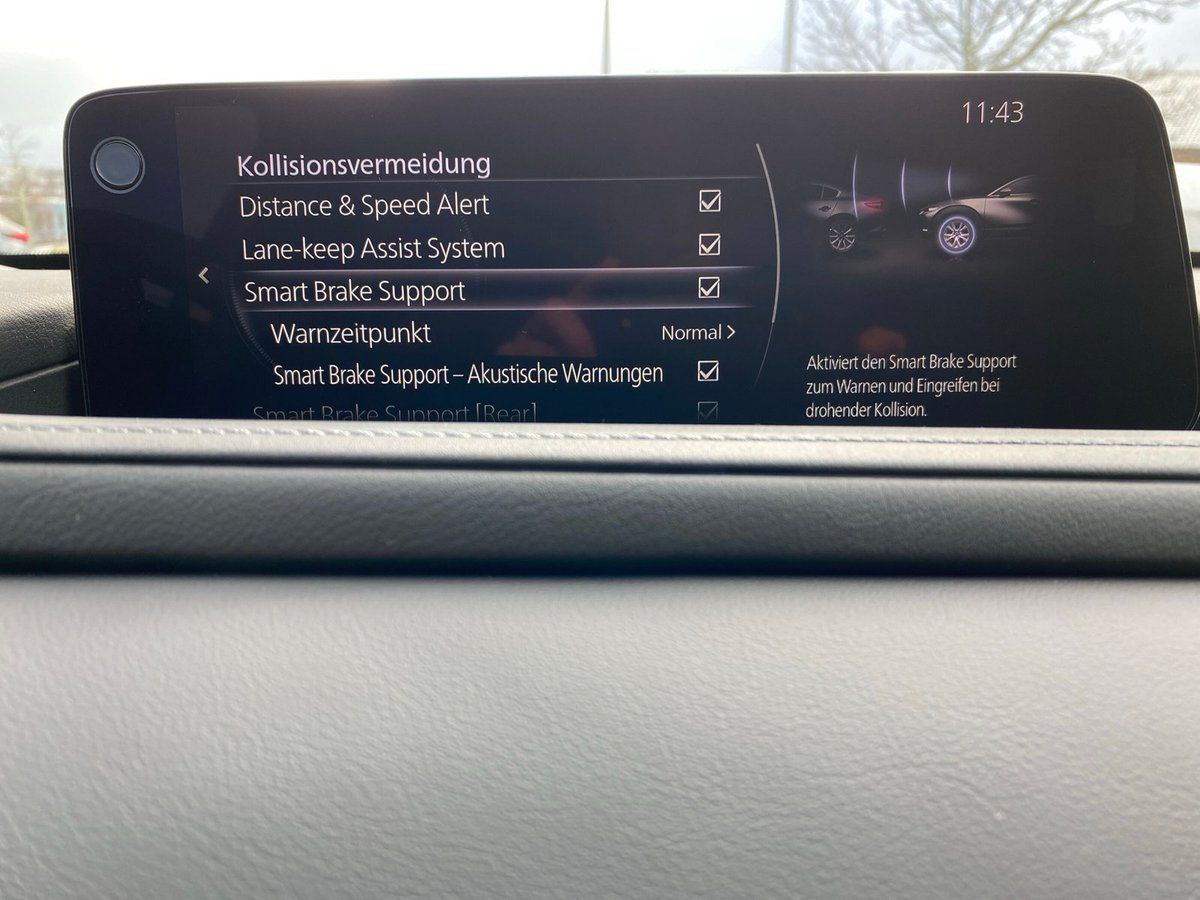 11:43
Kollisionsvermeidung
Distance & Speed Alert
Lane-keep Assist System
Smart Brake Support
Warnzeitpunkt Normal >
Smart Brake Support – Akustische Warnungen
Smart Brake Support [Rear]
Aktiviert den Smart Brake Support
zum Warnen und Eingreifen bei
drohender Kollision.